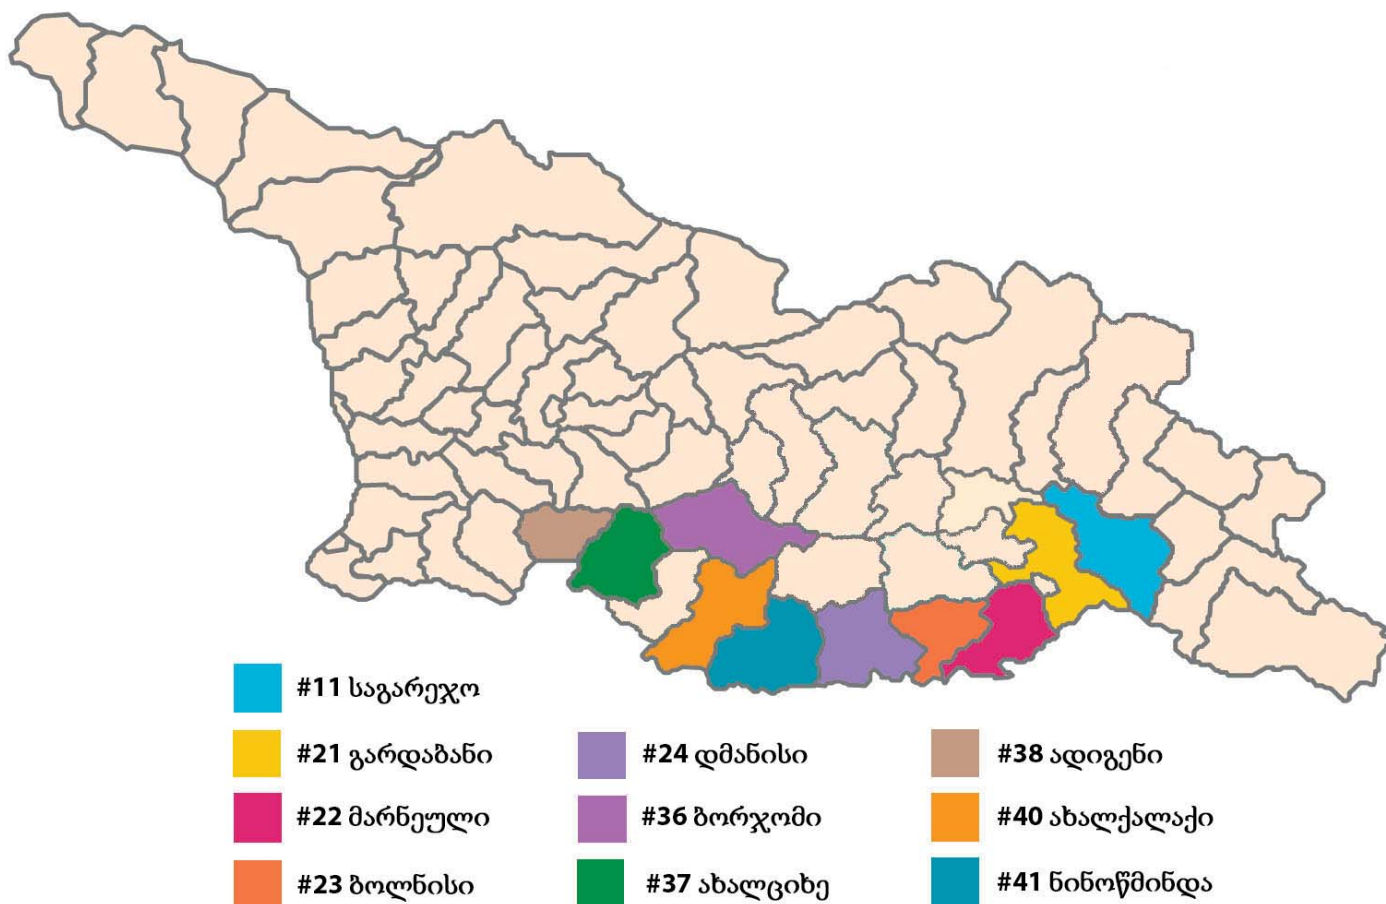 #11 საგარეჯო
#21 გარდაბანი
#22 მარნეული
#23 ბოლნისი
#24 დმანისი
#36 ბორჯომი
#37 ახალციხე
#38 ადიგენი
#40 ახალქალაქი
#41 ნინოწმინდა